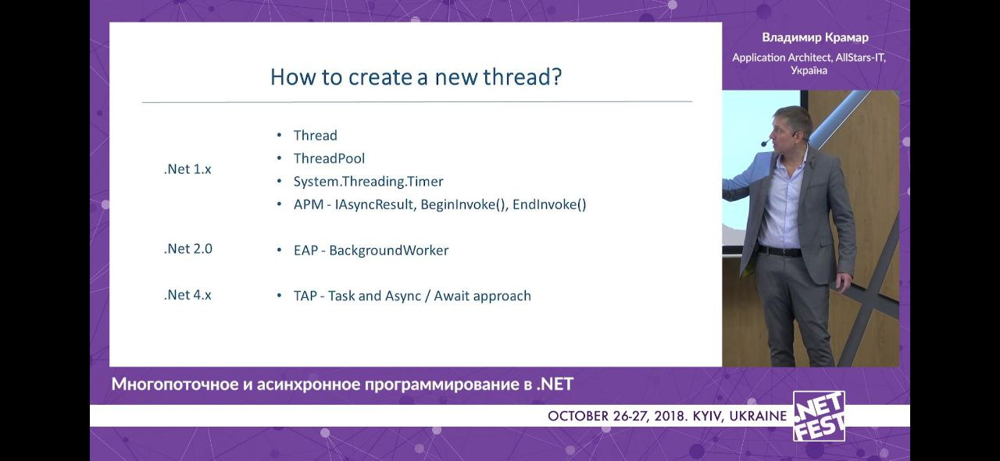 Владимир Крамар
Application Architect, AllStars-IT,
Україна
How to create a new thread?
.Net 1.x
• Thread
• ThreadPool
• System.Threading.Timer
• APM - IAsyncResult, BeginInvoke(), EndInvoke()
.Net 2.0
• EAP - BackgroundWorker
.Net 4.x
• TAP - Task and Async / Await approach
Многопоточное и асинхронное программирование в .NET
OCTOBER 26-27, 2018. KYIV, UKRAINE
.NET
FEST